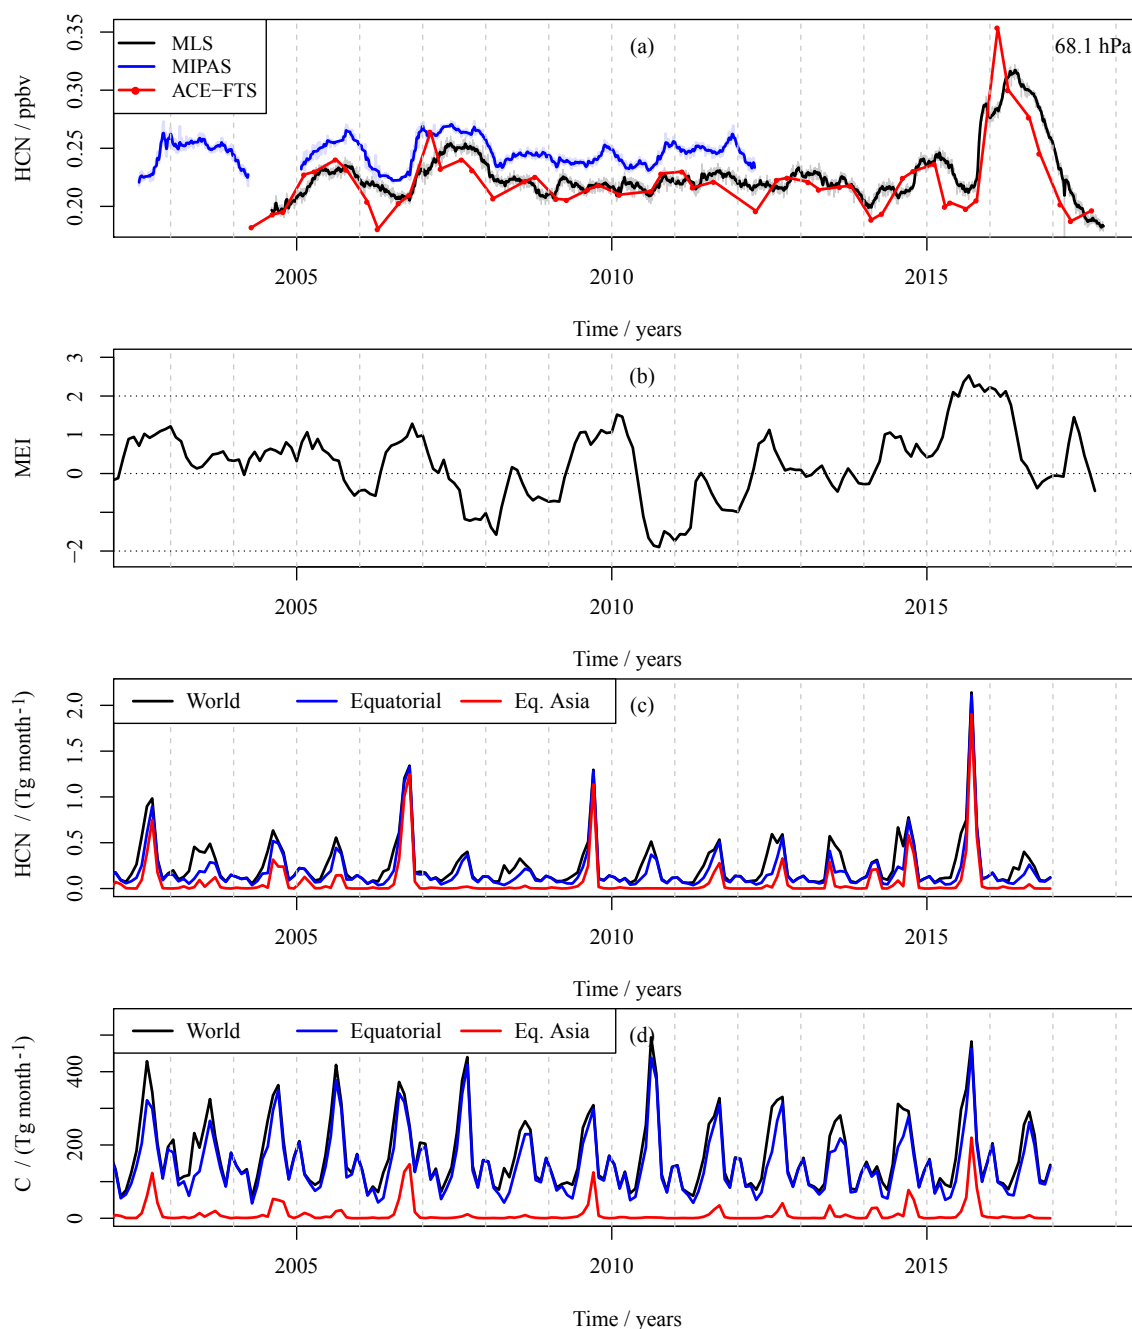 (a)
68.1 hPa
MLS
MIPAS
ACE−FTS
HCN / ppbv
0.35
0.30
0.25
0.20
2005 2010 2015
Time / years
(b)
MEI
3
2
1
0
−2
2005 2010 2015
Time / years
World Equatorial Eq. Asia
(c)
HCN / (Tg month-1)
2.0
1.5
1.0
0.5
0.0
2005 2010 2015
Time / years
World Equatorial Eq. Asia
(d)
C / (Tg month-1)
400
200
0
2005 2010 2015
Time / years